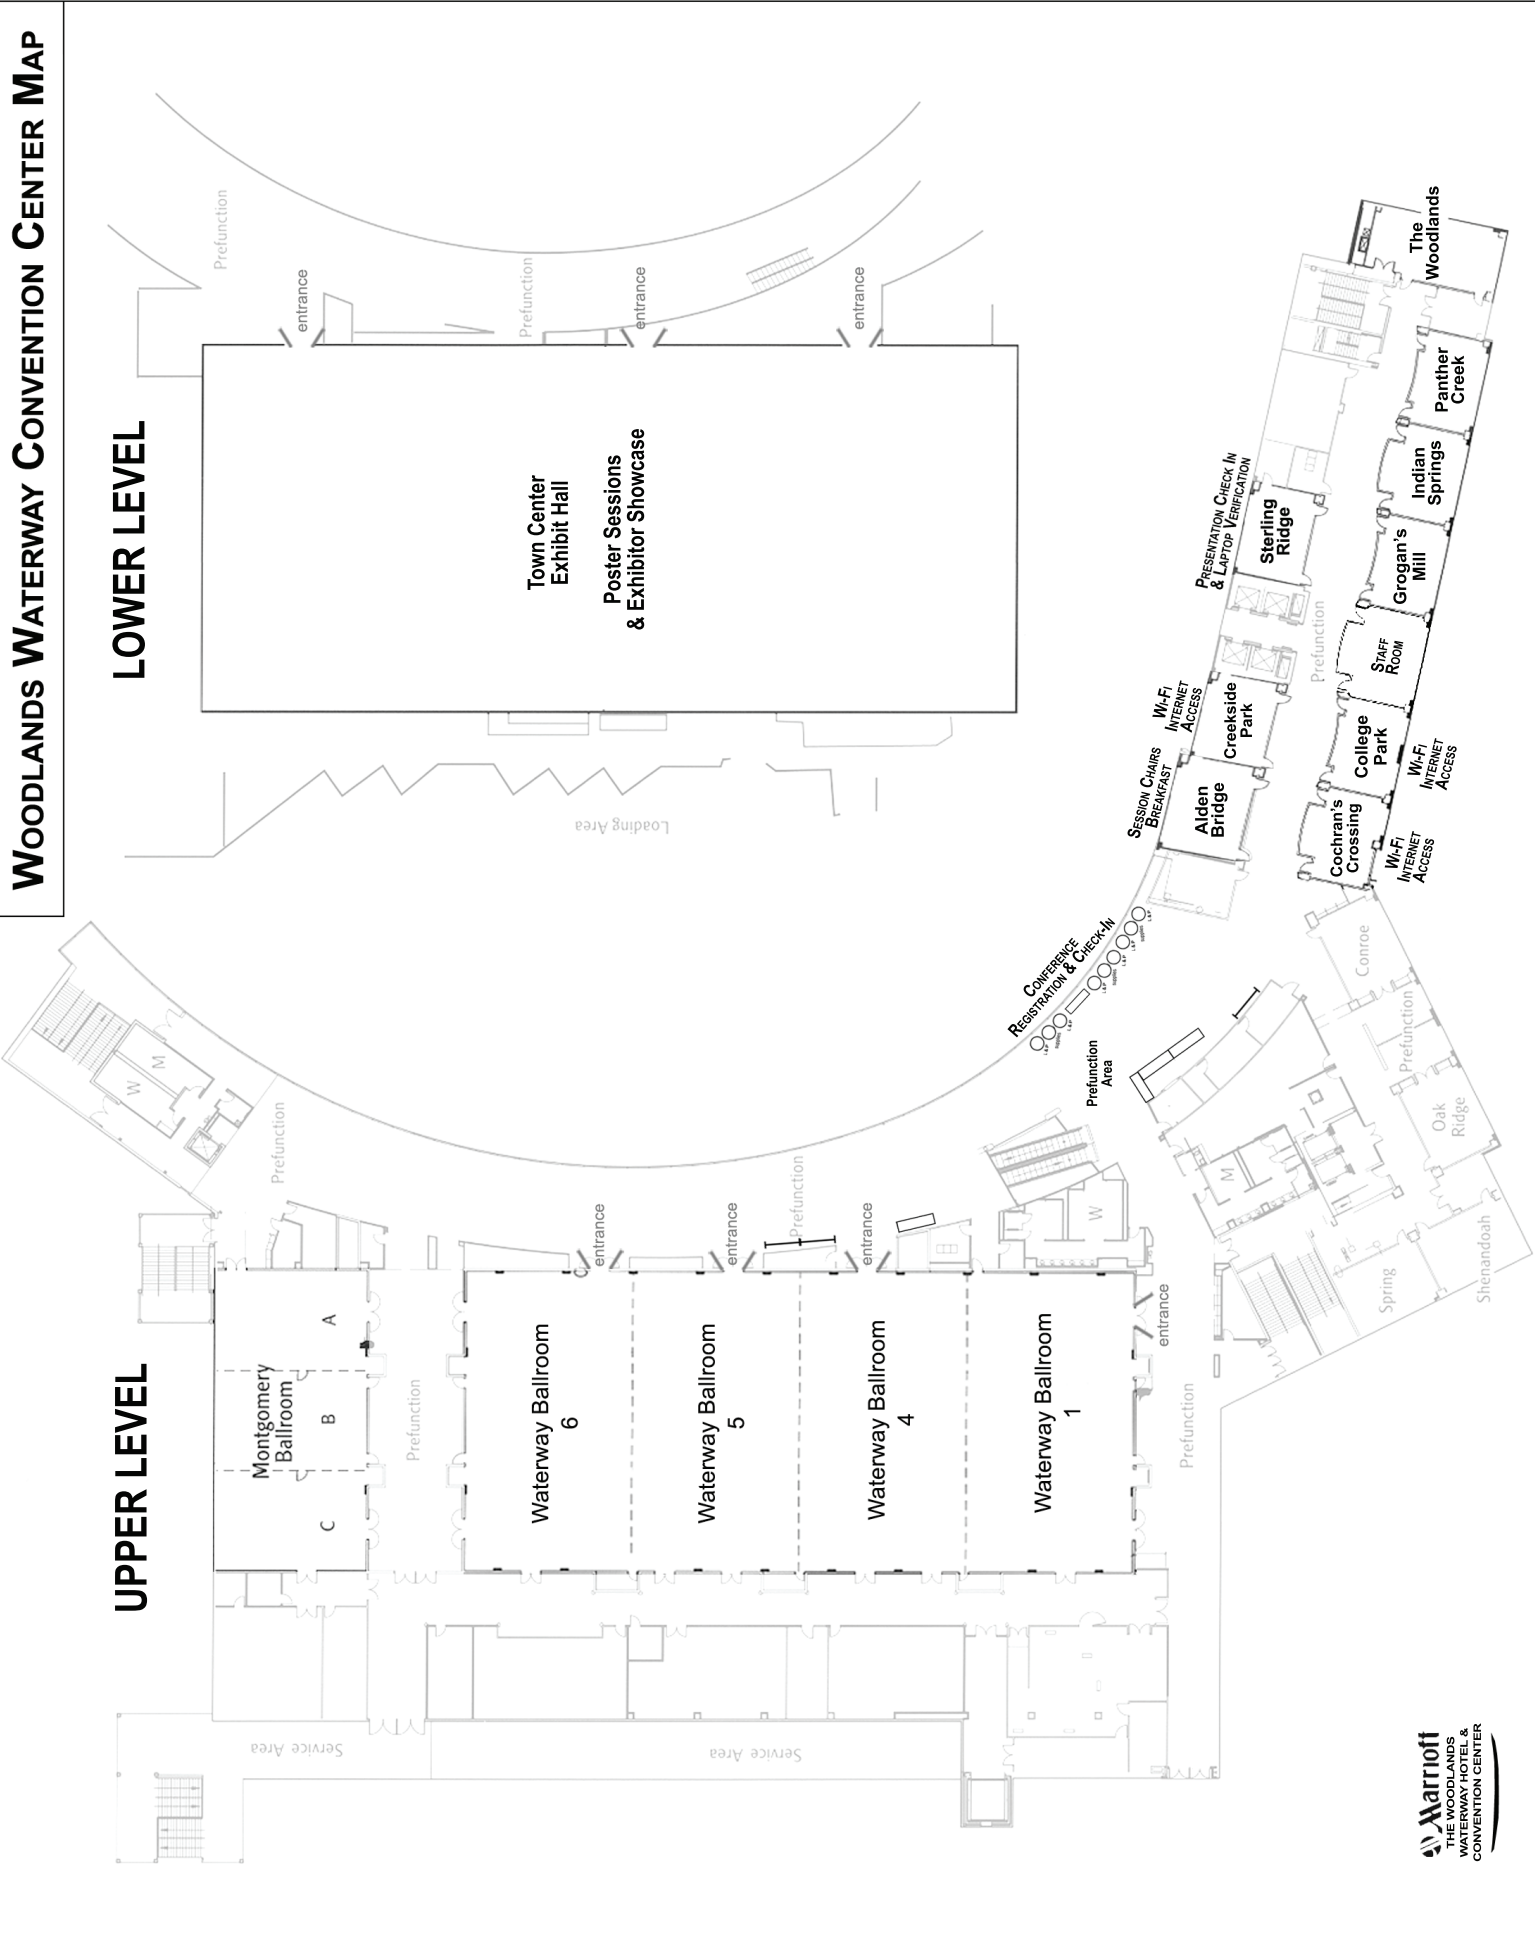 WOODLANDS WATERWAY CONVENTION CENTER MAP
LOWER LEVEL
Prefunction
entrance
Prefunction
entrance
entrance
Town Center
Exhibit Hall
Poster Sessions
& Exhibitor Showcase
Loading Area
UPPER LEVEL
W
M
Prefunction
Montgomery
Ballroom
A
B
C
Prefunction
Waterway Ballroom
6
Waterway Ballroom
5
Waterway Ballroom
4
Waterway Ballroom
1
C
entrance
entrance
Prefunction
entrance
entrance
Prefunction
Service Area
Service Area
W
M
Prefunction
Area
CONFERENCE
REGISTRATION & CHECK-IN
SESSION CHAIRS
BREAKFAST
Alden
Bridge
WI-FI
INTERNET
ACCESS
Creekside
Park
PRESENTATION CHECK IN
& LAPTOP VERIFICATION
Sterling
Ridge
Prefunction
The
Woodlands
Panther
Creek
Indian
Springs
Grogan's
Mill
STAFF
ROOM
College
Park
WI-FI
INTERNET
ACCESS
Cochran's
Crossing
WI-FI
INTERNET
ACCESS
Conroe
Prefunction
Oak
Ridge
Shenandoah
Spring
Marriott
THE WOODLANDS
WATERWAY HOTEL &
CONVENTION CENTER